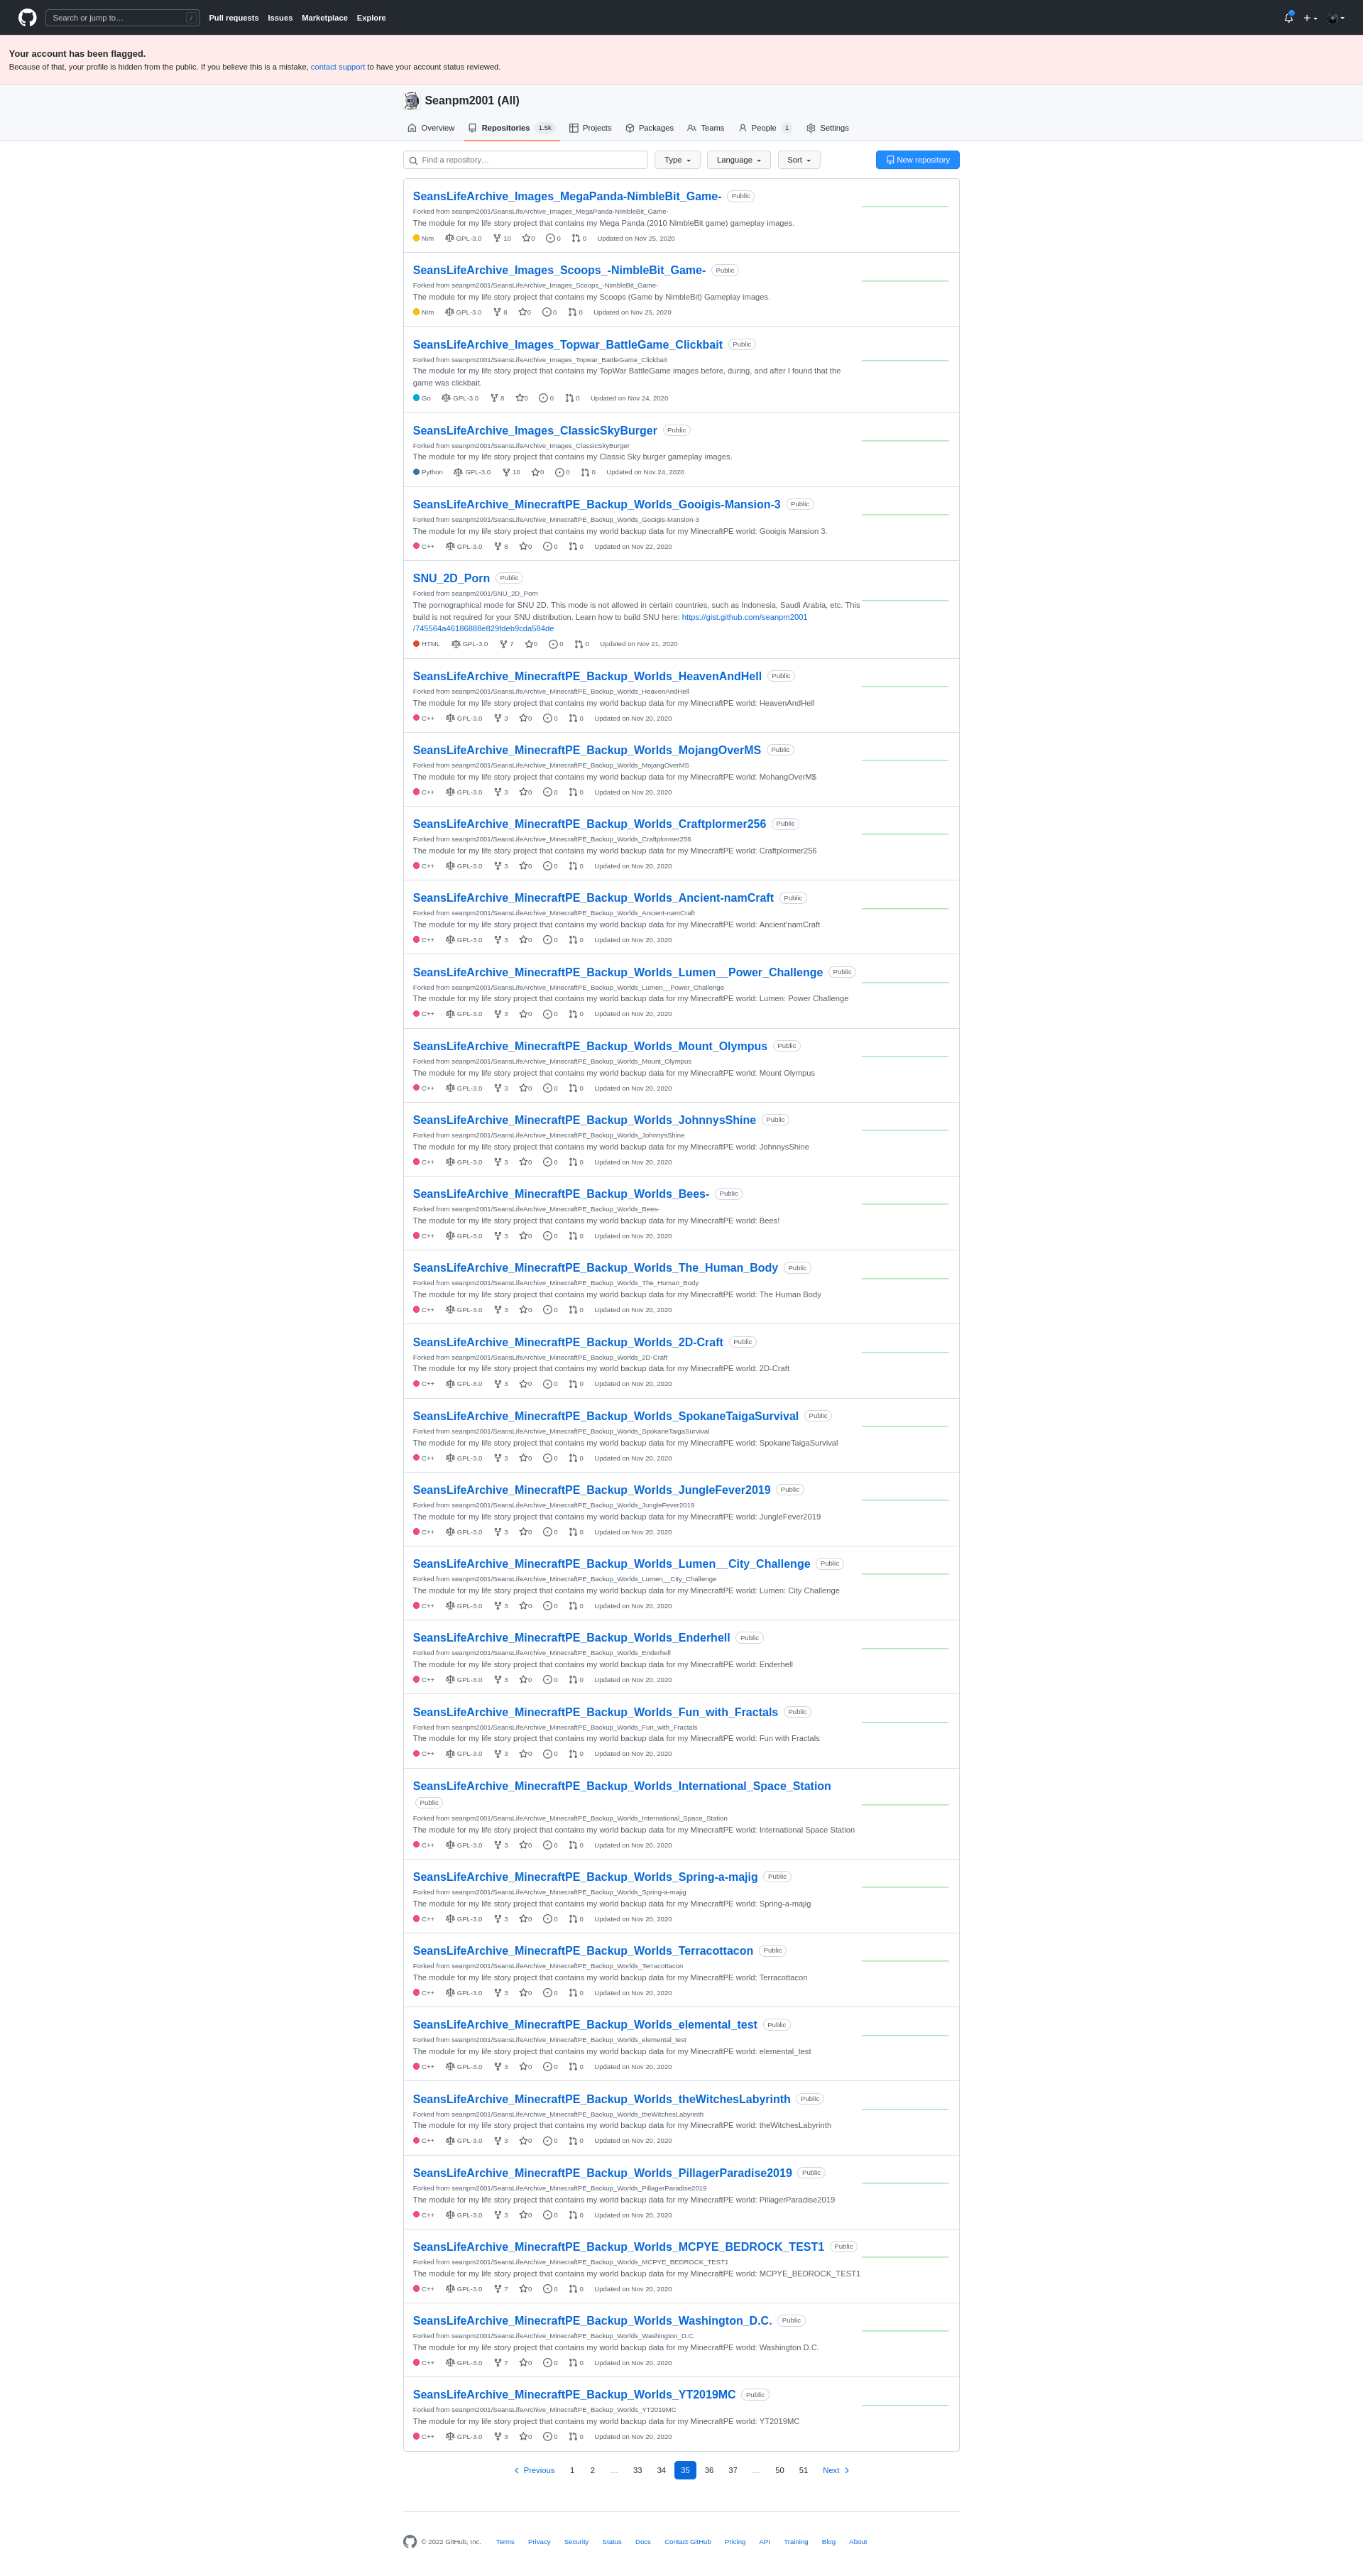 Search or jump to… /
Pull requests Issues Marketplace Explore
Your account has been flagged.
Because of that, your profile is hidden from the public. If you believe this is a mistake, contact support to have your account status reviewed.
Seanpm2001 (All)
Overview Repositories 1.5k Projects Packages Teams People 1 Settings
Find a repository… Type Language Sort New repository
SeansLifeArchive_Images_MegaPanda-NimbleBit_Game- Public
Forked from seanpm2001/SeansLifeArchive_Images_MegaPanda-NimbleBit_Game-
The module for my life story project that contains my Mega Panda (2010 NimbleBit game) gameplay images.
Nim GPL-3.0 10 0 0 0 Updated on Nov 25, 2020
SeansLifeArchive_Images_Scoops_-NimbleBit_Game- Public
Forked from seanpm2001/SeansLifeArchive_Images_Scoops_-NimbleBit_Game-
The module for my life story project that contains my Scoops (Game by NimbleBit) Gameplay images.
Nim GPL-3.0 8 0 0 0 Updated on Nov 25, 2020
SeansLifeArchive_Images_Topwar_BattleGame_Clickbait Public
Forked from seanpm2001/SeansLifeArchive_Images_Topwar_BattleGame_Clickbait
The module for my life story project that contains my TopWar BattleGame images before, during, and after I found that the
game was clickbait.
Go GPL-3.0 8 0 0 0 Updated on Nov 24, 2020
SeansLifeArchive_Images_ClassicSkyBurger Public
Forked from seanpm2001/SeansLifeArchive_Images_ClassicSkyBurger
The module for my life story project that contains my Classic Sky burger gameplay images.
Python GPL-3.0 10 0 0 0 Updated on Nov 24, 2020
SeansLifeArchive_MinecraftPE_Backup_Worlds_Gooigis-Mansion-3 Public
Forked from seanpm2001/SeansLifeArchive_MinecraftPE_Backup_Worlds_Gooigis-Mansion-3
The module for my life story project that contains my world backup data for my MinecraftPE world: Gooigis Mansion 3.
C++ GPL-3.0 8 0 0 0 Updated on Nov 22, 2020
SNU_2D_Porn Public
Forked from seanpm2001/SNU_2D_Porn
The pornographical mode for SNU 2D. This mode is not allowed in certain countries, such as Indonesia, Saudi Arabia, etc. This
build is not required for your SNU distribution. Learn how to build SNU here: https://gist.github.com/seanpm2001
/745564a46186888e829fdeb9cda584de
HTML GPL-3.0 7 0 0 0 Updated on Nov 21, 2020
SeansLifeArchive_MinecraftPE_Backup_Worlds_HeavenAndHell Public
Forked from seanpm2001/SeansLifeArchive_MinecraftPE_Backup_Worlds_HeavenAndHell
The module for my life story project that contains my world backup data for my MinecraftPE world: HeavenAndHell
C++ GPL-3.0 3 0 0 0 Updated on Nov 20, 2020
SeansLifeArchive_MinecraftPE_Backup_Worlds_MojangOverMS Public
Forked from seanpm2001/SeansLifeArchive_MinecraftPE_Backup_Worlds_MojangOverMS
The module for my life story project that contains my world backup data for my MinecraftPE world: MohangOverM$
C++ GPL-3.0 3 0 0 0 Updated on Nov 20, 2020
SeansLifeArchive_MinecraftPE_Backup_Worlds_Craftplormer256 Public
Forked from seanpm2001/SeansLifeArchive_MinecraftPE_Backup_Worlds_Craftplormer256
The module for my life story project that contains my world backup data for my MinecraftPE world: Craftplormer256
C++ GPL-3.0 3 0 0 0 Updated on Nov 20, 2020
SeansLifeArchive_MinecraftPE_Backup_Worlds_Ancient-namCraft Public
Forked from seanpm2001/SeansLifeArchive_MinecraftPE_Backup_Worlds_Ancient-namCraft
The module for my life story project that contains my world backup data for my MinecraftPE world: Ancient'namCraft
C++ GPL-3.0 3 0 0 0 Updated on Nov 20, 2020
SeansLifeArchive_MinecraftPE_Backup_Worlds_Lumen__Power_Challenge Public
Forked from seanpm2001/SeansLifeArchive_MinecraftPE_Backup_Worlds_Lumen__Power_Challenge
The module for my life story project that contains my world backup data for my MinecraftPE world: Lumen: Power Challenge
C++ GPL-3.0 3 0 0 0 Updated on Nov 20, 2020
SeansLifeArchive_MinecraftPE_Backup_Worlds_Mount_Olympus Public
Forked from seanpm2001/SeansLifeArchive_MinecraftPE_Backup_Worlds_Mount_Olympus
The module for my life story project that contains my world backup data for my MinecraftPE world: Mount Olympus
C++ GPL-3.0 3 0 0 0 Updated on Nov 20, 2020
SeansLifeArchive_MinecraftPE_Backup_Worlds_JohnnysShine Public
Forked from seanpm2001/SeansLifeArchive_MinecraftPE_Backup_Worlds_JohnnysShine
The module for my life story project that contains my world backup data for my MinecraftPE world: JohnnysShine
C++ GPL-3.0 3 0 0 0 Updated on Nov 20, 2020
SeansLifeArchive_MinecraftPE_Backup_Worlds_Bees- Public
Forked from seanpm2001/SeansLifeArchive_MinecraftPE_Backup_Worlds_Bees-
The module for my life story project that contains my world backup data for my MinecraftPE world: Bees!
C++ GPL-3.0 3 0 0 0 Updated on Nov 20, 2020
SeansLifeArchive_MinecraftPE_Backup_Worlds_The_Human_Body Public
Forked from seanpm2001/SeansLifeArchive_MinecraftPE_Backup_Worlds_The_Human_Body
The module for my life story project that contains my world backup data for my MinecraftPE world: The Human Body
C++ GPL-3.0 3 0 0 0 Updated on Nov 20, 2020
SeansLifeArchive_MinecraftPE_Backup_Worlds_2D-Craft Public
Forked from seanpm2001/SeansLifeArchive_MinecraftPE_Backup_Worlds_2D-Craft
The module for my life story project that contains my world backup data for my MinecraftPE world: 2D-Craft
C++ GPL-3.0 3 0 0 0 Updated on Nov 20, 2020
SeansLifeArchive_MinecraftPE_Backup_Worlds_SpokaneTaigaSurvival Public
Forked from seanpm2001/SeansLifeArchive_MinecraftPE_Backup_Worlds_SpokaneTaigaSurvival
The module for my life story project that contains my world backup data for my MinecraftPE world: SpokaneTaigaSurvival
C++ GPL-3.0 3 0 0 0 Updated on Nov 20, 2020
SeansLifeArchive_MinecraftPE_Backup_Worlds_JungleFever2019 Public
Forked from seanpm2001/SeansLifeArchive_MinecraftPE_Backup_Worlds_JungleFever2019
The module for my life story project that contains my world backup data for my MinecraftPE world: JungleFever2019
C++ GPL-3.0 3 0 0 0 Updated on Nov 20, 2020
SeansLifeArchive_MinecraftPE_Backup_Worlds_Lumen__City_Challenge Public
Forked from seanpm2001/SeansLifeArchive_MinecraftPE_Backup_Worlds_Lumen__City_Challenge
The module for my life story project that contains my world backup data for my MinecraftPE world: Lumen: City Challenge
C++ GPL-3.0 3 0 0 0 Updated on Nov 20, 2020
SeansLifeArchive_MinecraftPE_Backup_Worlds_Enderhell Public
Forked from seanpm2001/SeansLifeArchive_MinecraftPE_Backup_Worlds_Enderhell
The module for my life story project that contains my world backup data for my MinecraftPE world: Enderhell
C++ GPL-3.0 3 0 0 0 Updated on Nov 20, 2020
SeansLifeArchive_MinecraftPE_Backup_Worlds_Fun_with_Fractals Public
Forked from seanpm2001/SeansLifeArchive_MinecraftPE_Backup_Worlds_Fun_with_Fractals
The module for my life story project that contains my world backup data for my MinecraftPE world: Fun with Fractals
C++ GPL-3.0 3 0 0 0 Updated on Nov 20, 2020
SeansLifeArchive_MinecraftPE_Backup_Worlds_International_Space_Station
Public
Forked from seanpm2001/SeansLifeArchive_MinecraftPE_Backup_Worlds_International_Space_Station
The module for my life story project that contains my world backup data for my MinecraftPE world: International Space Station
C++ GPL-3.0 3 0 0 0 Updated on Nov 20, 2020
SeansLifeArchive_MinecraftPE_Backup_Worlds_Spring-a-majig Public
Forked from seanpm2001/SeansLifeArchive_MinecraftPE_Backup_Worlds_Spring-a-majig
The module for my life story project that contains my world backup data for my MinecraftPE world: Spring-a-majig
C++ GPL-3.0 3 0 0 0 Updated on Nov 20, 2020
SeansLifeArchive_MinecraftPE_Backup_Worlds_Terracottacon Public
Forked from seanpm2001/SeansLifeArchive_MinecraftPE_Backup_Worlds_Terracottacon
The module for my life story project that contains my world backup data for my MinecraftPE world: Terracottacon
C++ GPL-3.0 3 0 0 0 Updated on Nov 20, 2020
SeansLifeArchive_MinecraftPE_Backup_Worlds_elemental_test Public
Forked from seanpm2001/SeansLifeArchive_MinecraftPE_Backup_Worlds_elemental_test
The module for my life story project that contains my world backup data for my MinecraftPE world: elemental_test
C++ GPL-3.0 3 0 0 0 Updated on Nov 20, 2020
SeansLifeArchive_MinecraftPE_Backup_Worlds_theWitchesLabyrinth Public
Forked from seanpm2001/SeansLifeArchive_MinecraftPE_Backup_Worlds_theWitchesLabyrinth
The module for my life story project that contains my world backup data for my MinecraftPE world: theWitchesLabyrinth
C++ GPL-3.0 3 0 0 0 Updated on Nov 20, 2020
SeansLifeArchive_MinecraftPE_Backup_Worlds_PillagerParadise2019 Public
Forked from seanpm2001/SeansLifeArchive_MinecraftPE_Backup_Worlds_PillagerParadise2019
The module for my life story project that contains my world backup data for my MinecraftPE world: PillagerParadise2019
C++ GPL-3.0 3 0 0 0 Updated on Nov 20, 2020
SeansLifeArchive_MinecraftPE_Backup_Worlds_MCPYE_BEDROCK_TEST1 Public
Forked from seanpm2001/SeansLifeArchive_MinecraftPE_Backup_Worlds_MCPYE_BEDROCK_TEST1
The module for my life story project that contains my world backup data for my MinecraftPE world: MCPYE_BEDROCK_TEST1
C++ GPL-3.0 7 0 0 0 Updated on Nov 20, 2020
SeansLifeArchive_MinecraftPE_Backup_Worlds_Washington_D.C. Public
Forked from seanpm2001/SeansLifeArchive_MinecraftPE_Backup_Worlds_Washington_D.C.
The module for my life story project that contains my world backup data for my MinecraftPE world: Washington D.C.
C++ GPL-3.0 7 0 0 0 Updated on Nov 20, 2020
SeansLifeArchive_MinecraftPE_Backup_Worlds_YT2019MC Public
Forked from seanpm2001/SeansLifeArchive_MinecraftPE_Backup_Worlds_YT2019MC
The module for my life story project that contains my world backup data for my MinecraftPE world: YT2019MC
C++ GPL-3.0 3 0 0 0 Updated on Nov 20, 2020
Previous 1 2 … 33 34 35 36 37 … 50 51 Next
© 2022 GitHub, Inc. Terms Privacy Security Status Docs Contact GitHub Pricing API Training Blog About